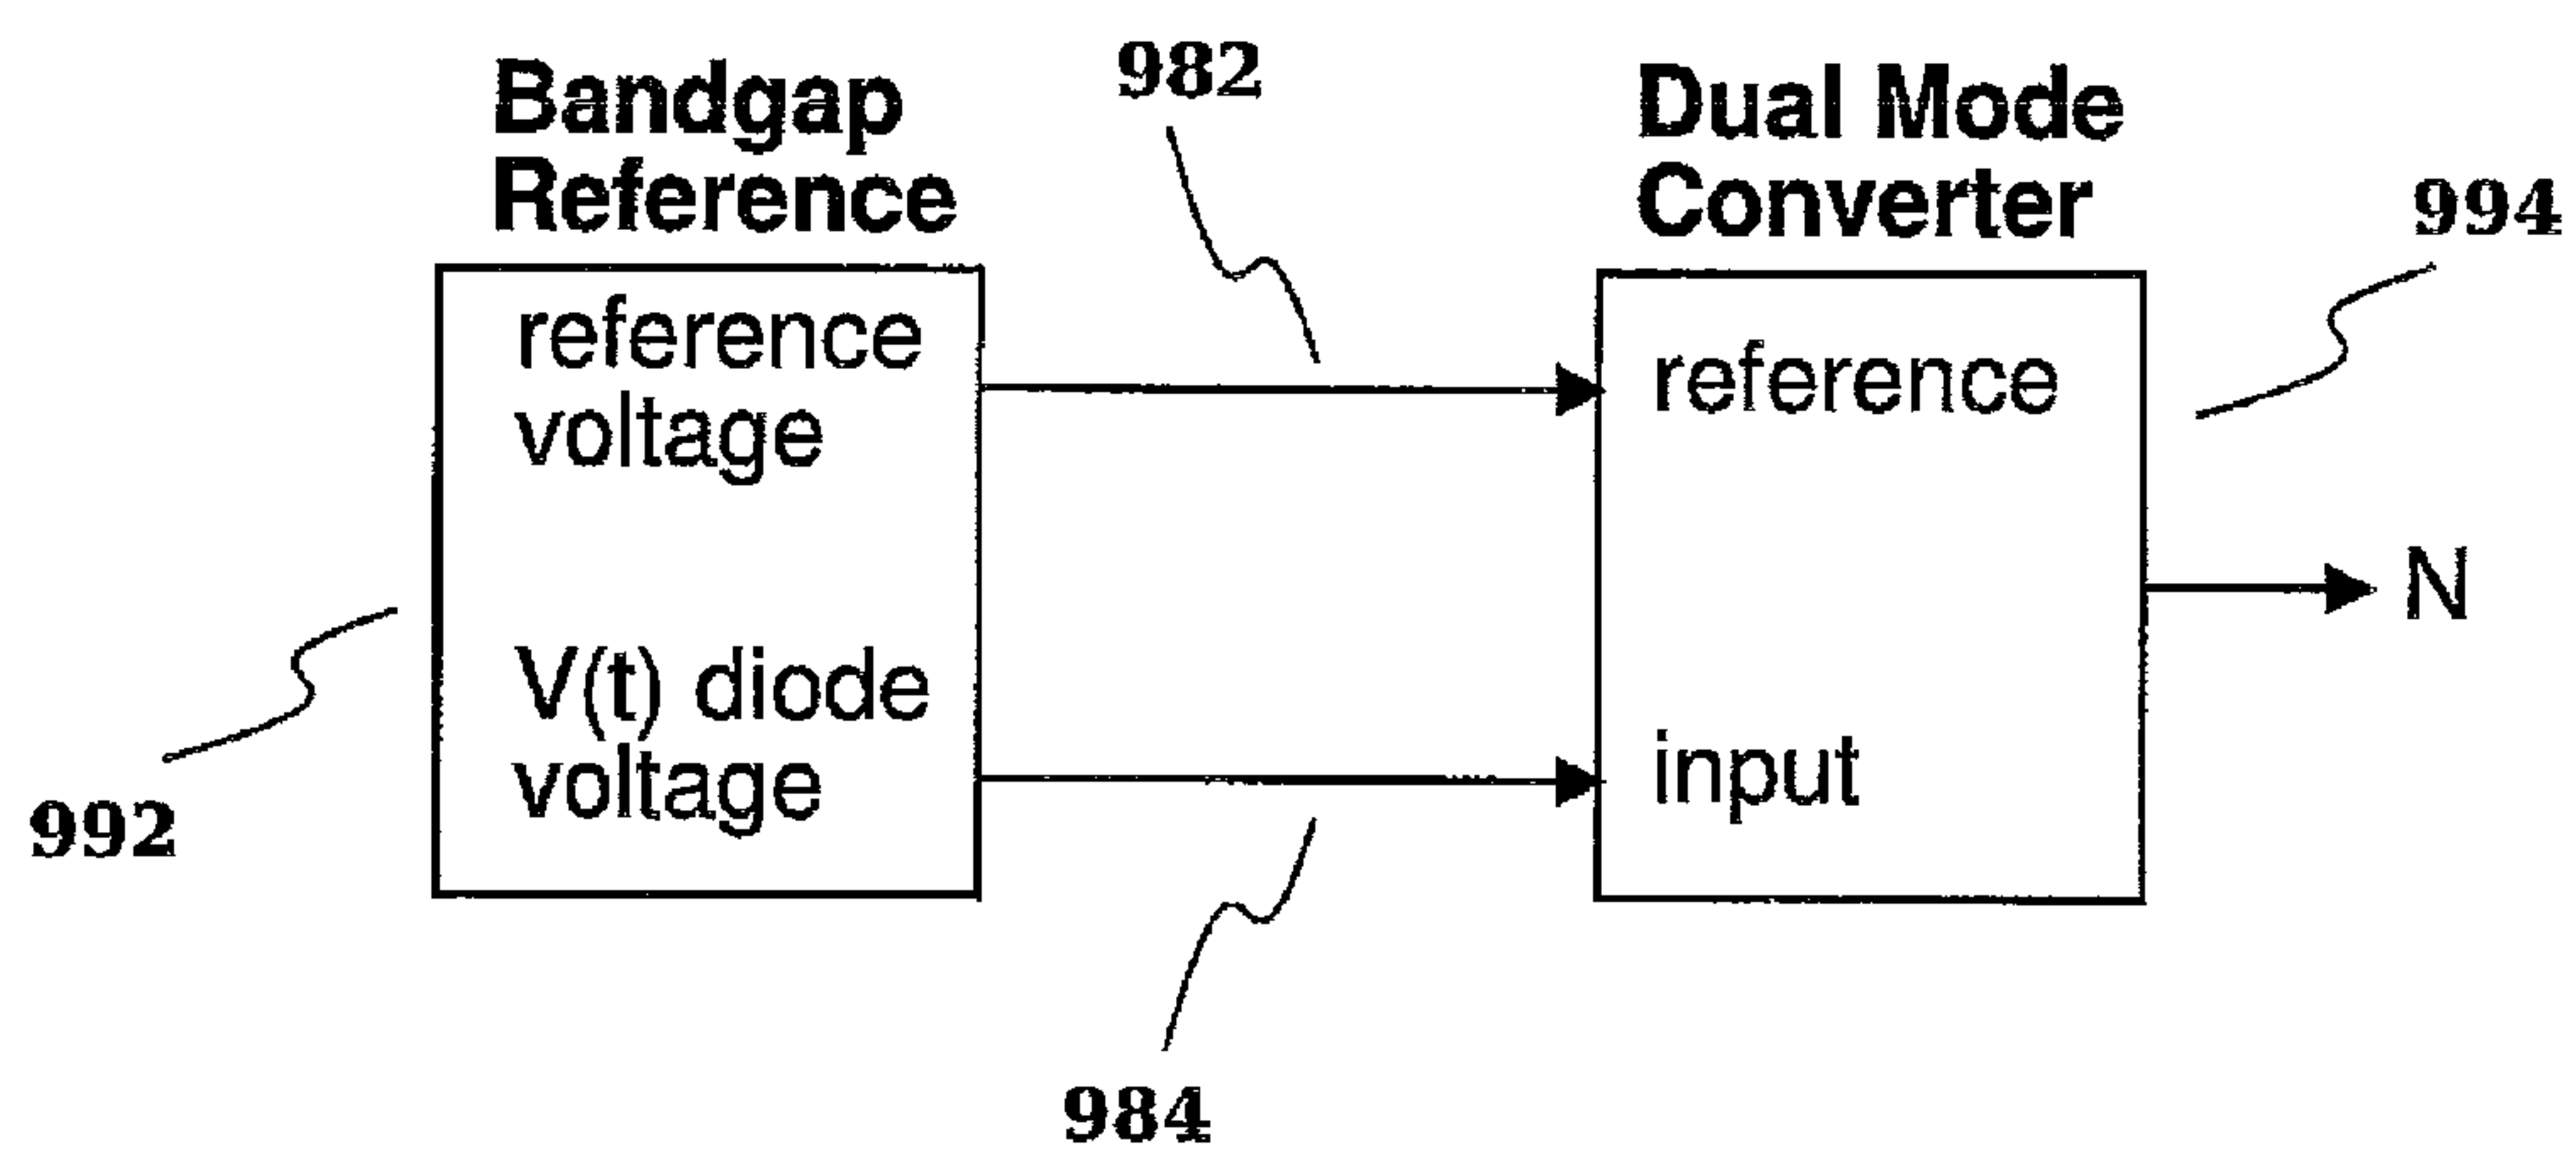 982
Bandgap
Reference
Dual Mode
Converter
994
reference
voltage
reference
N
V(t) diode
voltage
input
992
984